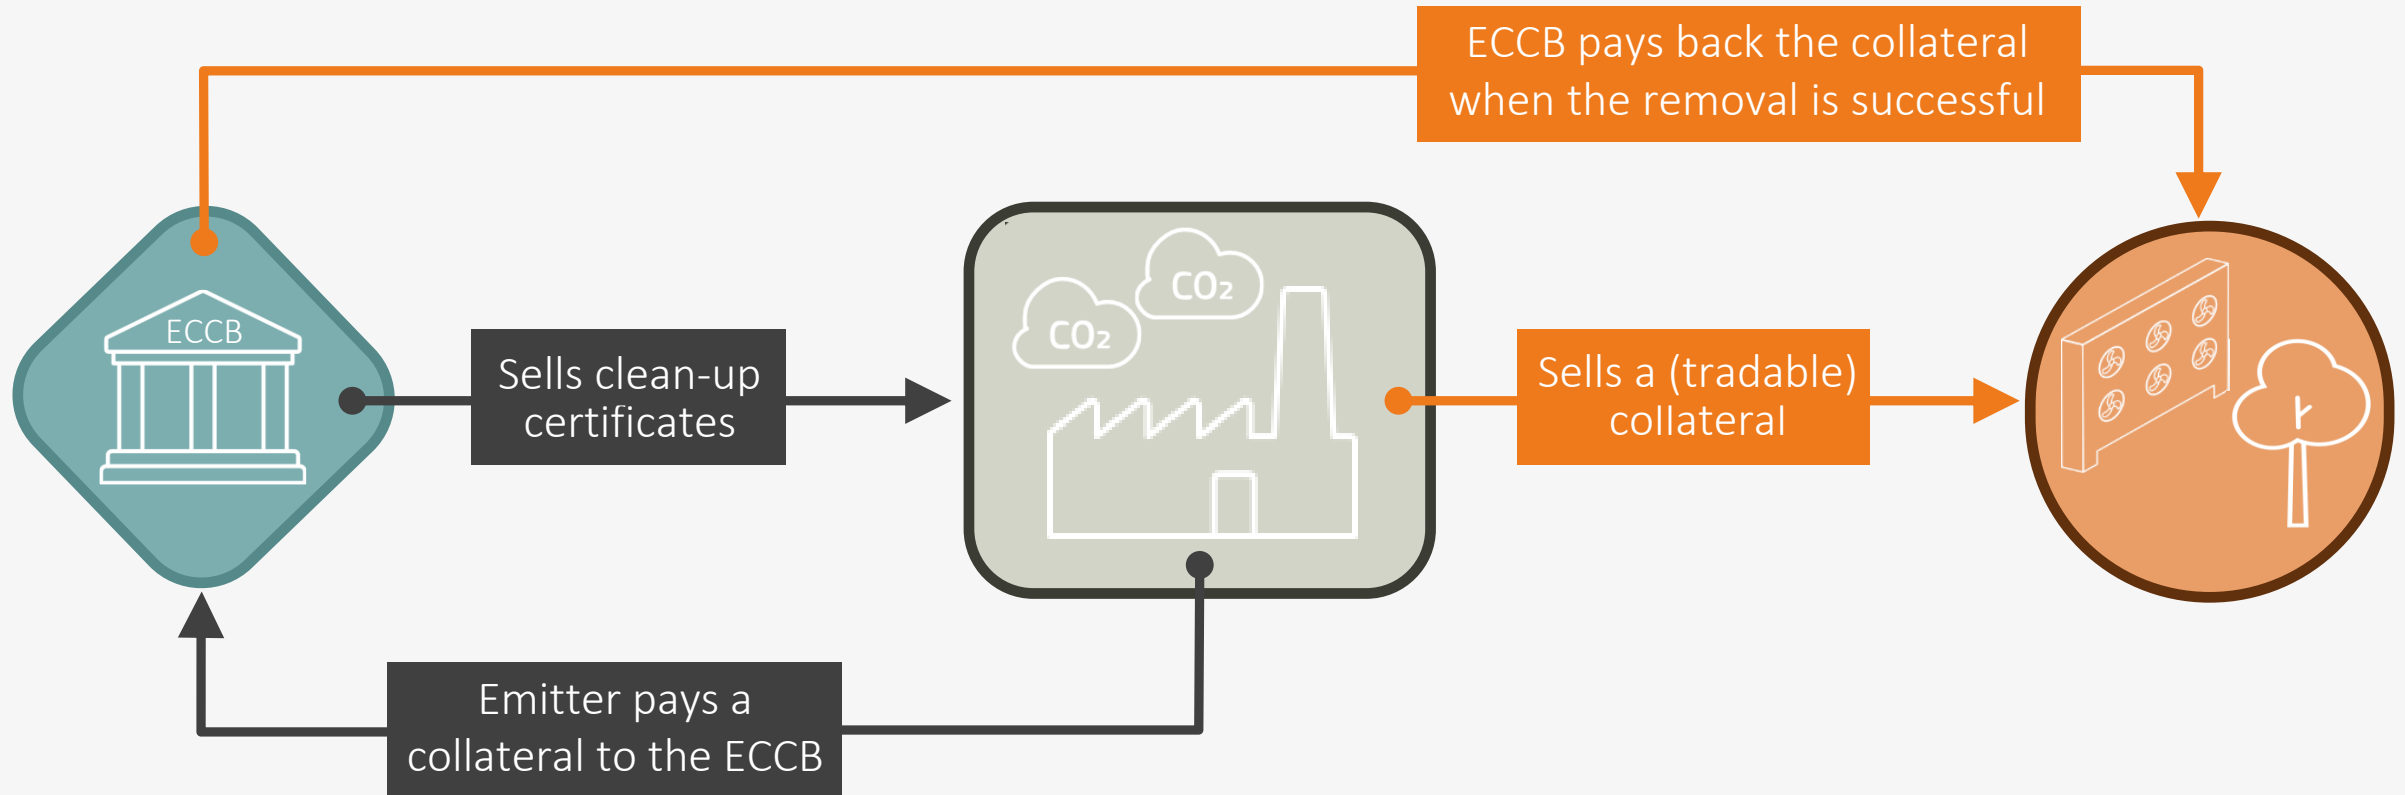 ECCB pays back the collateral
when the removal is successful
ECCB
CO₂
CO₂
Sells clean-up
certificates
Sells a (tradable)
collateral
Emitter pays a
collateral to the ECCB